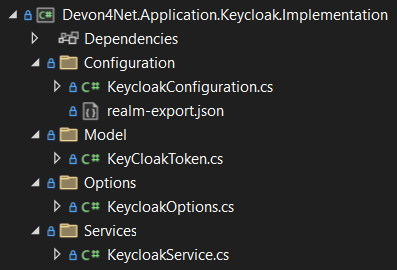 Devon4Net.Application.Keycloak.Implementation
Dependencies
Configuration
C# KeycloakConfiguration.cs
realm-export.json
Model
C# KeyCloakToken.cs
Options
C# KeycloakOptions.cs
Services
C# KeycloakService.cs